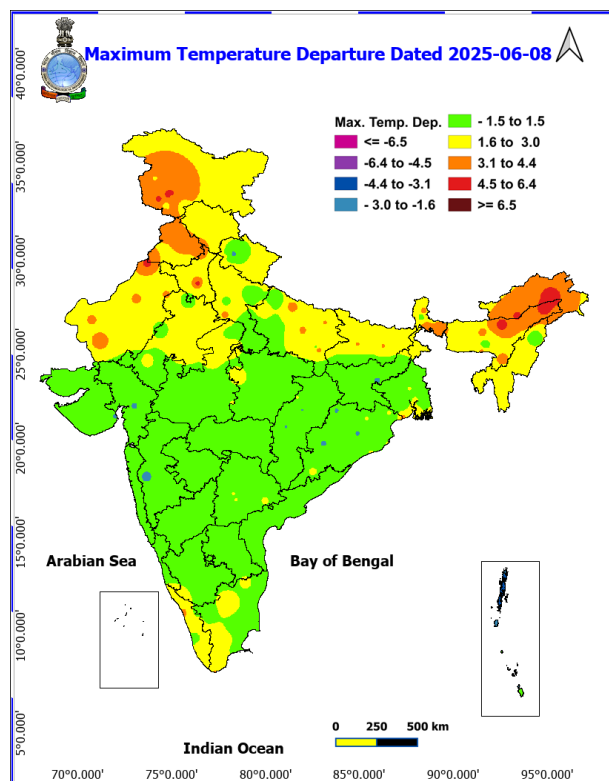 Maximum Temperature Departure Dated 2025-06-08
Max. Temp. Dep.
<= -6.5
-6.4 to -4.5
-4.4 to -3.1
- 3.0 to -1.6
- 1.5 to 1.5
1.6 to 3.0
3.1 to 4.4
4.5 to 6.4
>= 6.5
40°0.000'
35°0.000'
30°0.000'
25°0.000'
20°0.000'
15°0.000'
10°0.000'
5°0.000'
Arabian Sea
Bay of Bengal
Indian Ocean
0 250 500 km
70°0.000' 75°0.000' 80°0.000' 85°0.000' 90°0.000' 95°0.000'